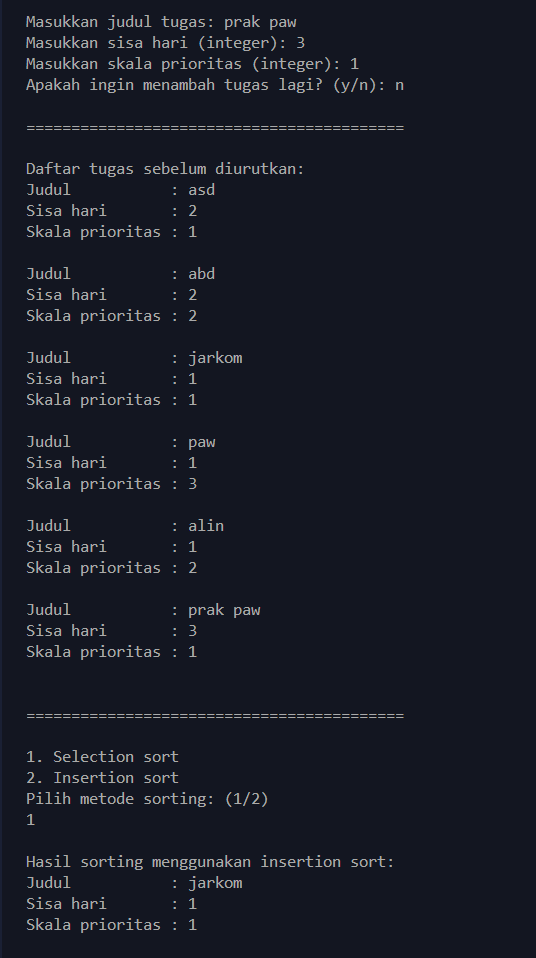 Masukkan judul tugas: prak paw
Masukkan sisa hari (integer): 3
Masukkan skala prioritas (integer): 1
Apakah ingin menambah tugas lagi? (y/n): n
==========================================
Daftar tugas sebelum diurutkan:
Judul           : asd
Sisa hari       : 2
Skala prioritas : 1
Judul           : abd
Sisa hari       : 2
Skala prioritas : 2
Judul           : jarkom
Sisa hari       : 1
Skala prioritas : 1
Judul           : paw
Sisa hari       : 1
Skala prioritas : 3
Judul           : alin
Sisa hari       : 1
Skala prioritas : 2
Judul           : prak paw
Sisa hari       : 3
Skala prioritas : 1
==========================================
1. Selection sort
2. Insertion sort
Pilih metode sorting: (1/2)
1
Hasil sorting menggunakan insertion sort:
Judul           : jarkom
Sisa hari       : 1
Skala prioritas : 1